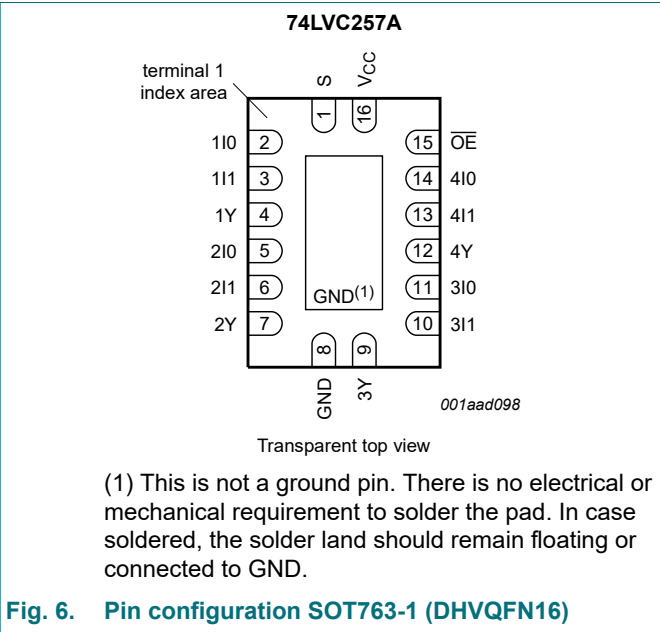 74LVC257A
terminal 1
index area
S
VCC
1
16
1I0 2
15 OE
1I1 3
14 4I0
1Y 4
13 4I1
2I0 5
12 4Y
2I1 6
11 3I0
2Y 7
10 3I1
GND(1)
8
9
GND
3Y
001aad098
Transparent top view
(1) This is not a ground pin. There is no electrical or
mechanical requirement to solder the pad. In case
soldered, the solder land should remain floating or
connected to GND.
Fig. 6. Pin configuration SOT763-1 (DHVQFN16)